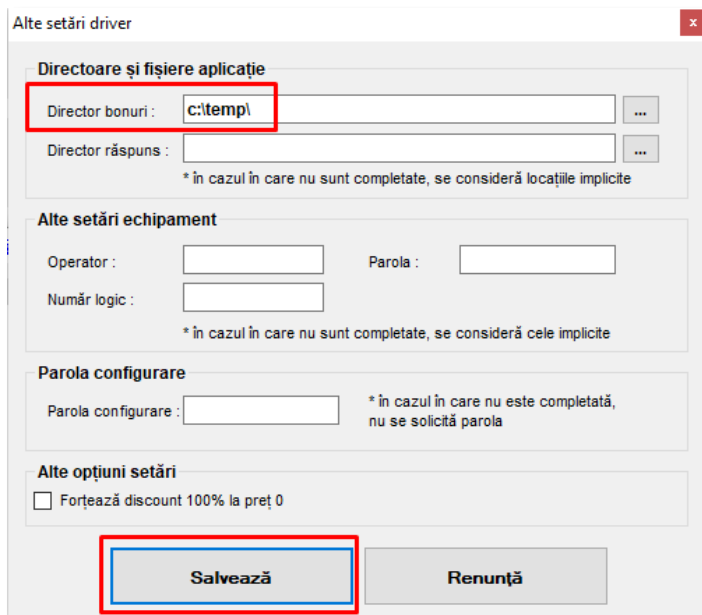 Alte setări driver
x
Directoare și fișiere aplicație
Director bonuri : c:\temp\ ...
Director răspuns : ...
* în cazul în care nu sunt completate, se consideră locațiile implicite
Alte setări echipament
Operator : Parola :
Număr logic :
* în cazul în care nu sunt completate, se consideră cele implicite
Parola configurare
Parola configurare : * în cazul în care nu este completată,
nu se solicită parola
Alte opțiuni setări
Forțează discount 100% la preț 0
Salvează Renunță